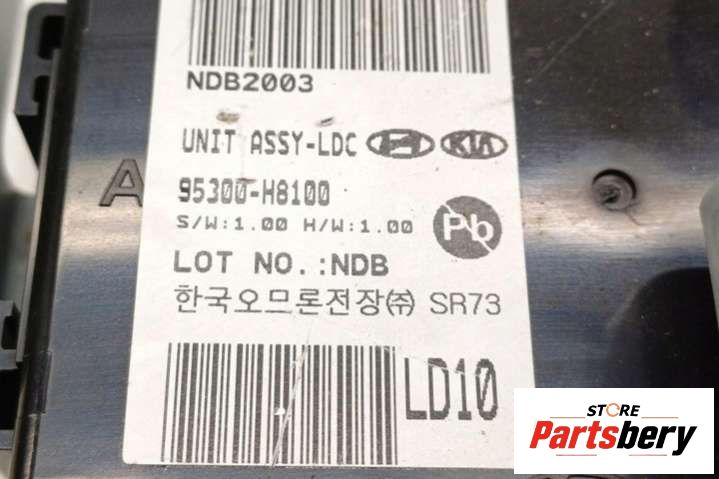 NDB2003
UNIT ASSY-LDC H KIA
95300-H8100
S/W:1.00 H/W:1.00
Pb
LOT NO.:NDB
한국오므론전장㈜ SR73
LD10
A
STORE
Partsbery